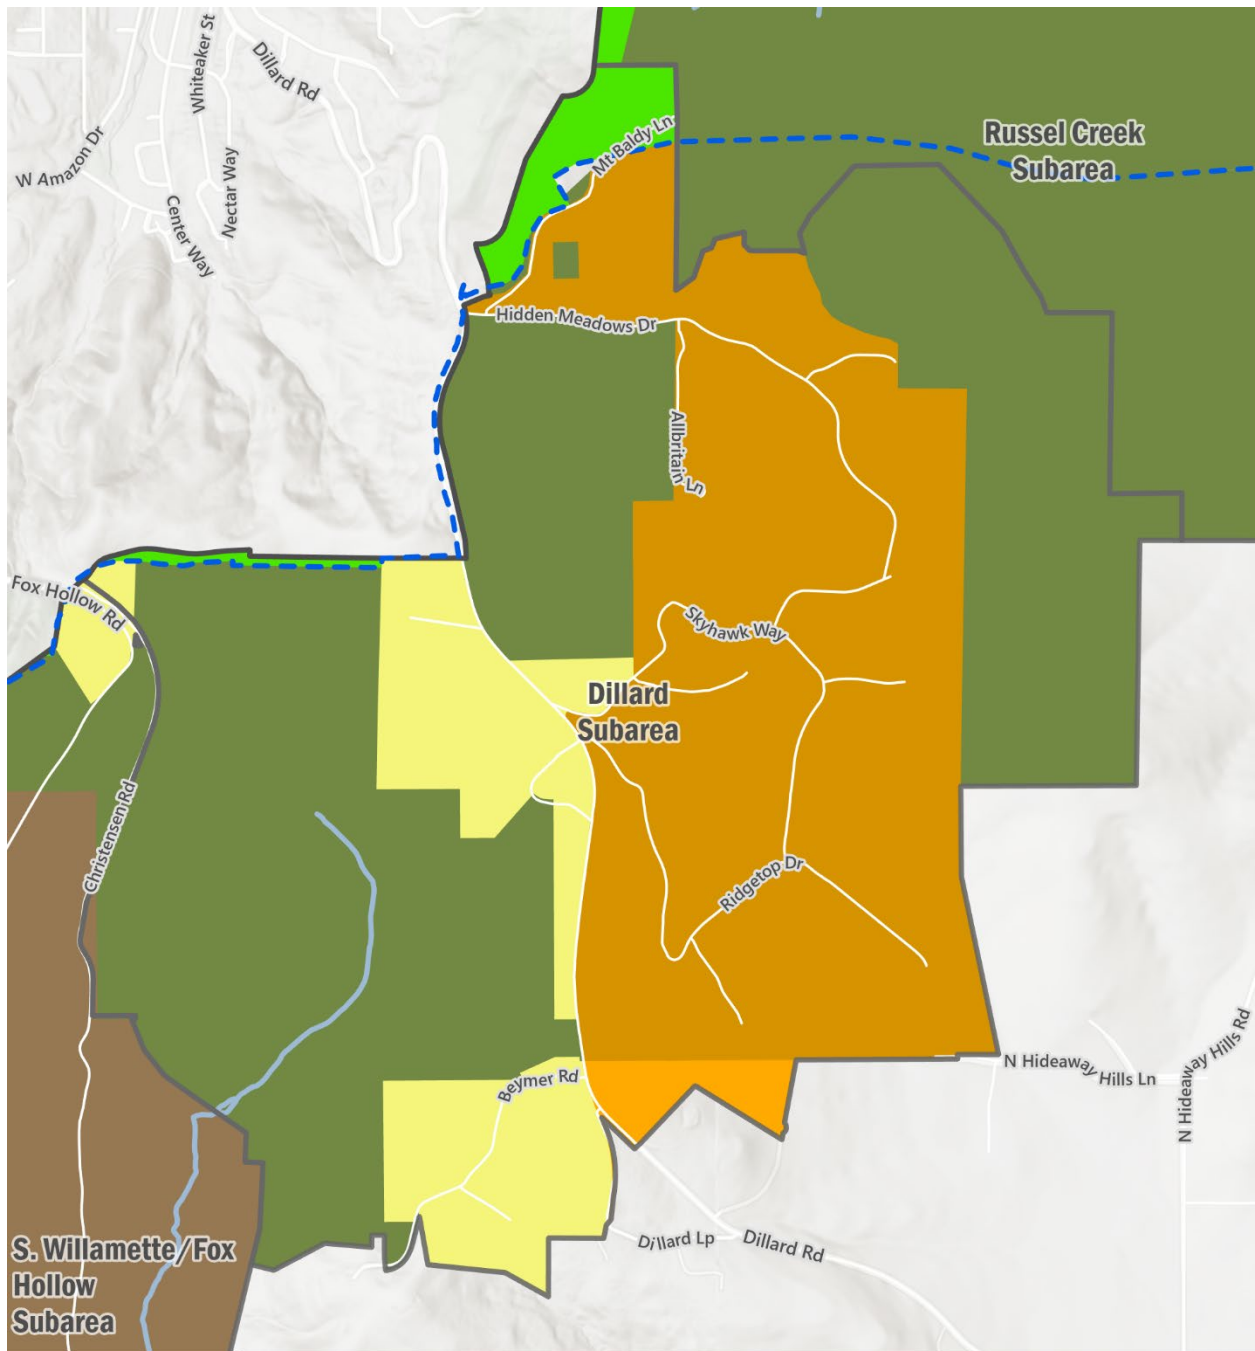 Whiteaker St
Dillard Rd
W Amazon Dr
Nectar Way
Center Way
Mt Baldy Ln
Russel Creek
Subarea
Hidden Meadows Dr
Allbritain Ln
Fox Hollow Rd
Skyhawk Way
Dillard
Subarea
Christensen Rd
Ridgetop Dr
Beymer Rd
N Hideaway Hills Ln
N Hideaway Hills Rd
S. Willamette/Fox
Hollow
Subarea
Dillard Lp
Dillard Rd